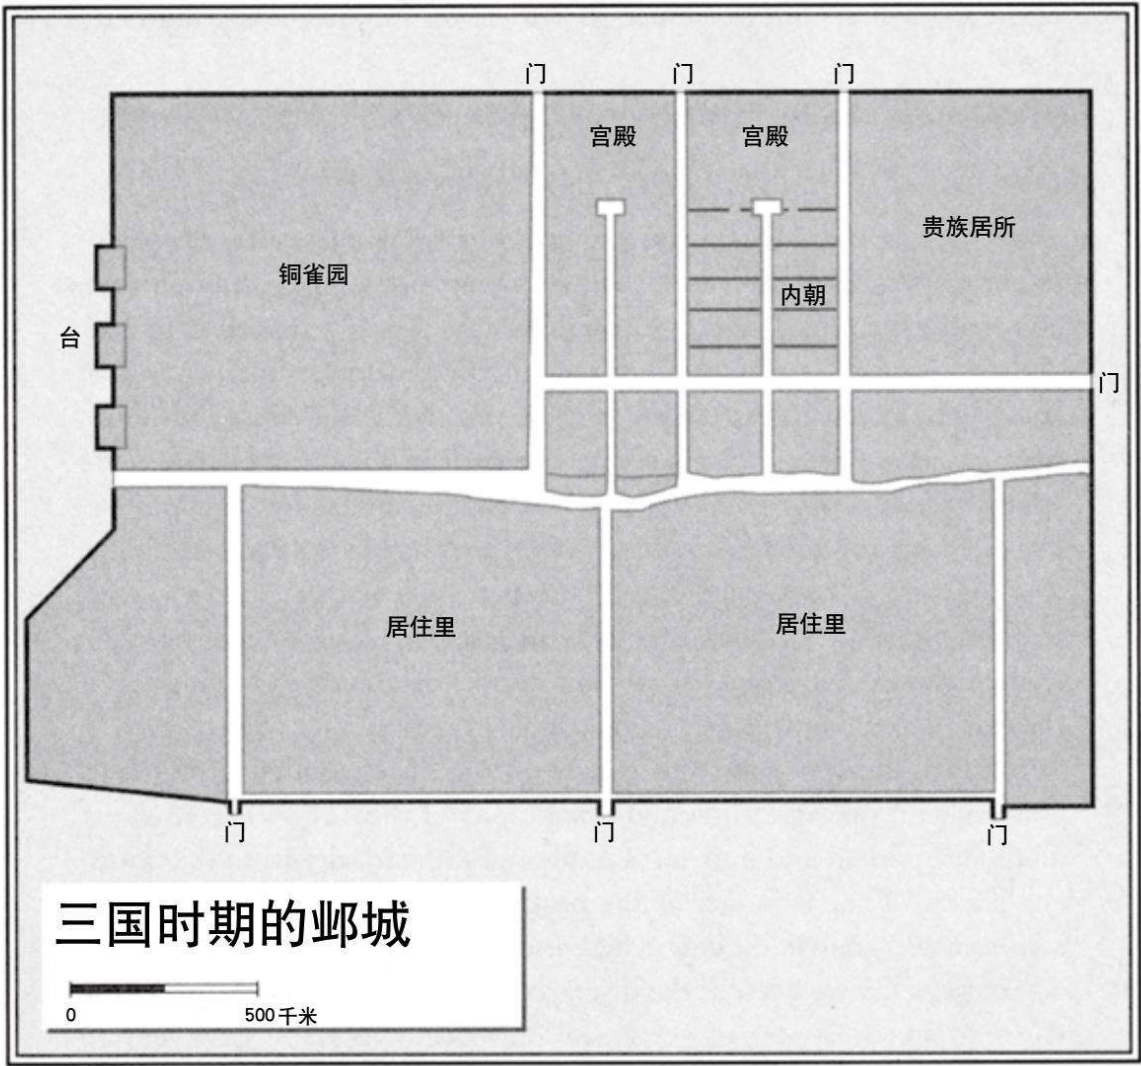 门 门 门
宫殿 宫殿
贵族居所
铜雀园
内朝
台
门
居住里 居住里
门 门 门
三国时期的邺城
0 500千米